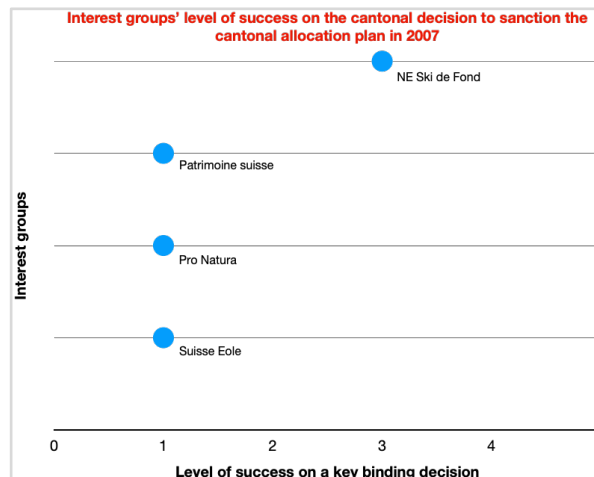 Interest groups' level of success on the cantonal decision to sanction the
cantonal allocation plan in 2007
NE Ski de Fond
Patrimoine suisse
Pro Natura
Suisse Eole
Interest groups
0 1 2 3 4
Level of success on a key binding decision